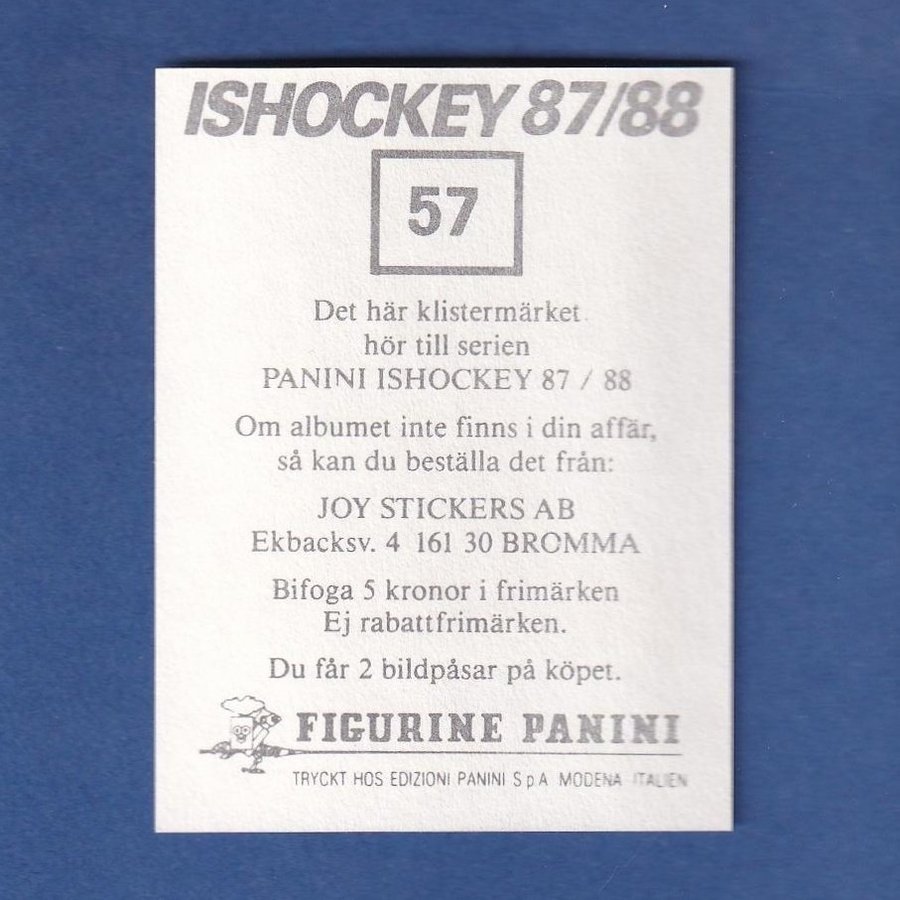 ISHOCKEY 87/88
57
Det här klistermärket
hör till serien
PANINI ISHOCKEY 87 / 88
Om albumet inte finns i din affär,
så kan du beställa det från:
JOY STICKERS AB
Ekbacksv. 4 161 30 BROMMA
Bifoga 5 kronor i frimärken
Ej rabattfrimärken.
Du får 2 bildpåsar på köpet.
FIGURINE PANINI
TRYCKT HOS EDIZIONI PANINI S.p.A. MODENA - ITALIEN